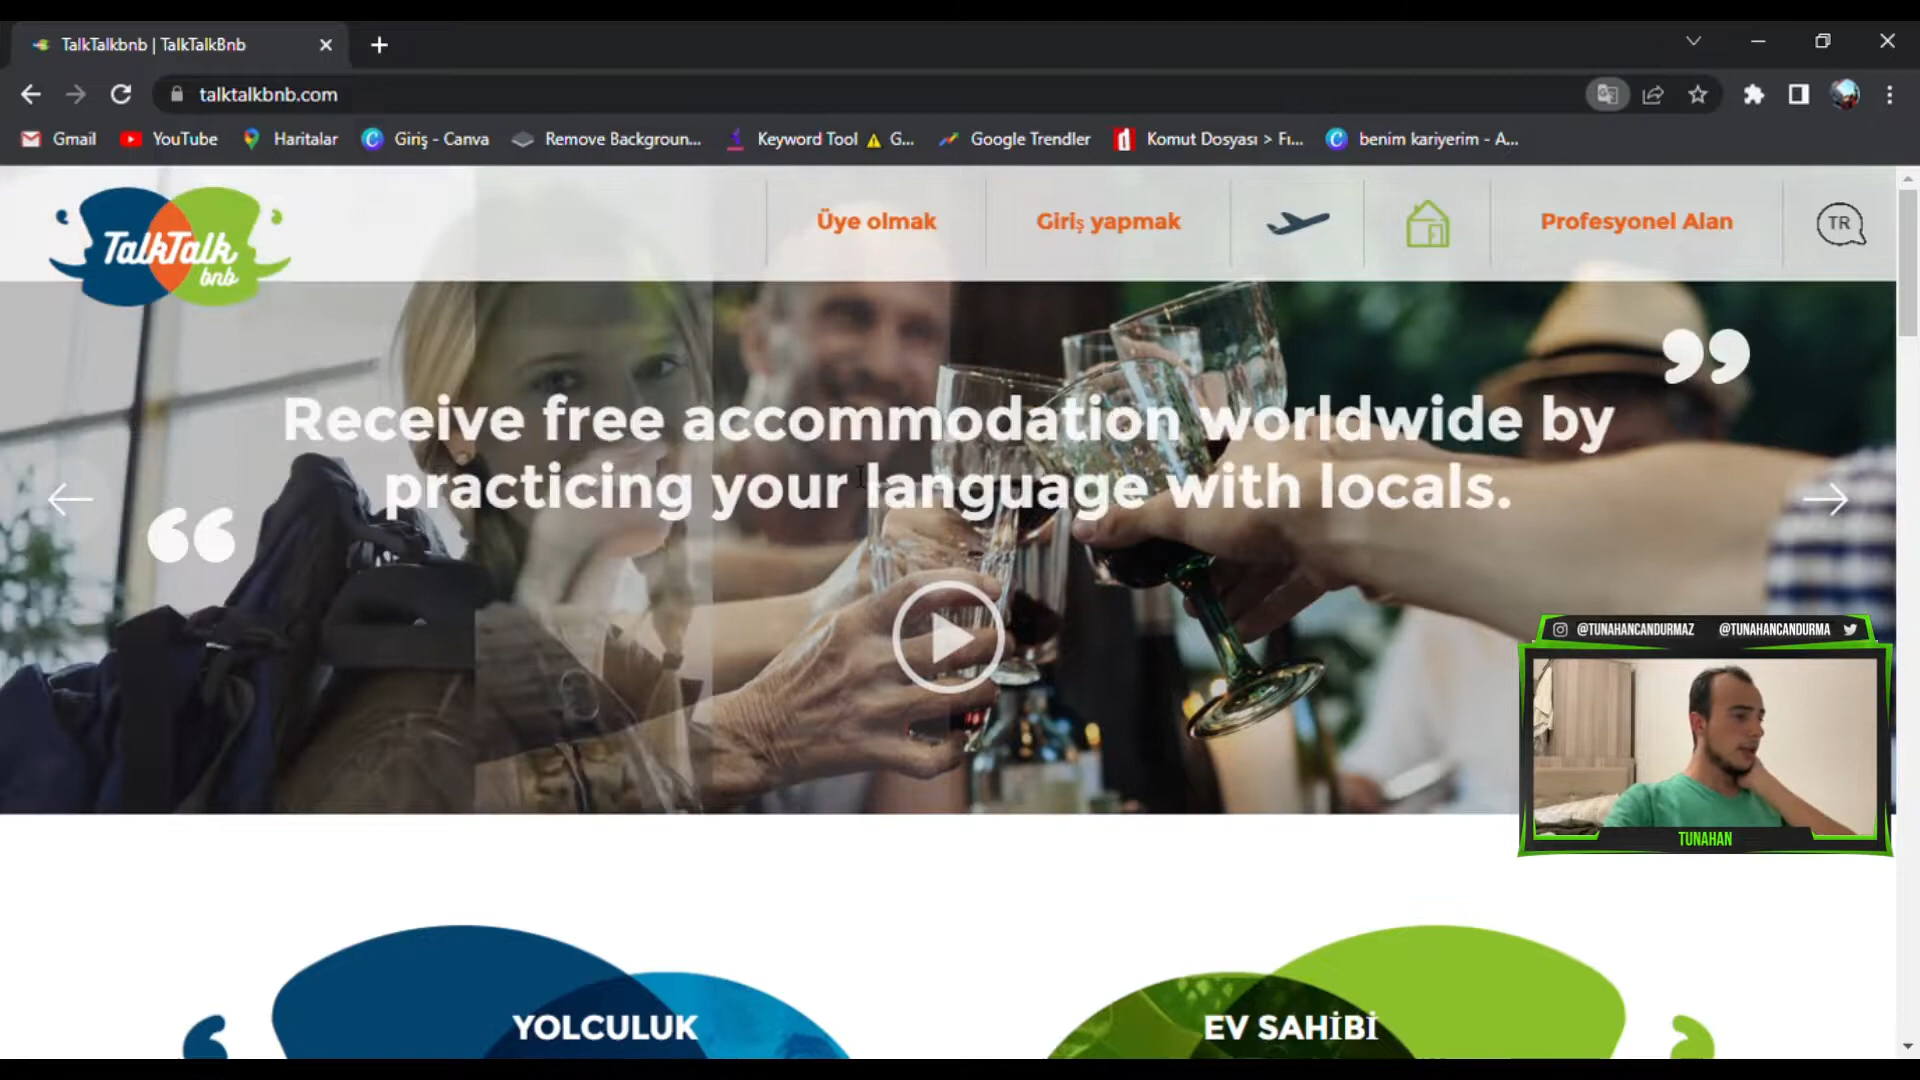 TalkTalkbnb | TalkTalkBnb
talktalkbnb.com
Gmail
YouTube
Haritalar
Giriş - Canva
Remove Backgroun...
Keyword Tool ⚠ G...
Google Trendler
Komut Dosyası > Fı...
benim kariyerim - A...
TalkTalk
bnb
Üye olmak
Giriş yapmak
Profesyonel Alan
TR
Receive free accommodation worldwide by
practicing your language with locals.
@TUNAHANCANDURMAZ
@TUNAHANCANDURMA
TUNAHAN
YOLCULUK
EV SAHİBİ